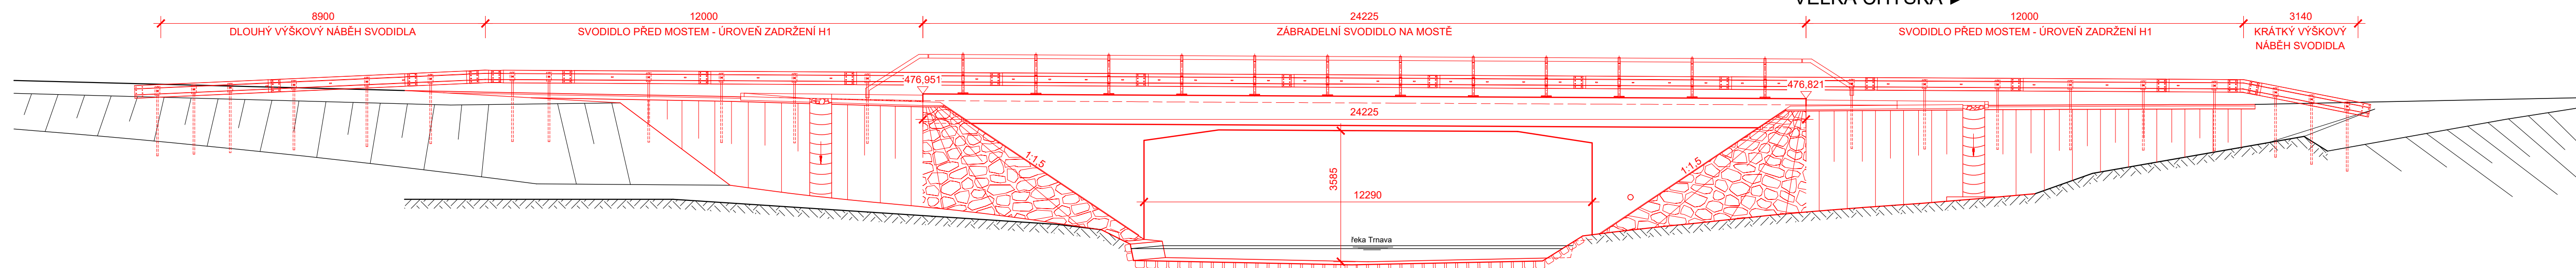 8900
12000
24225
12000
3140
DLOUHÝ VÝŠKOVÝ NÁBĚH SVODIDLA
SVODIDLO PŘED MOSTEM - ÚROVEŇ ZADRŽENÍ H1
ZÁBRADELNÍ SVODIDLO NA MOSTĚ
SVODIDLO PŘED MOSTEM - ÚROVEŇ ZADRŽENÍ H1
KRÁTKÝ VÝŠKOVÝ
NÁBĚH SVODIDLA
476,951
476,821
24225
1:1,5
1:1,5
3585
12290
řeka Trnava